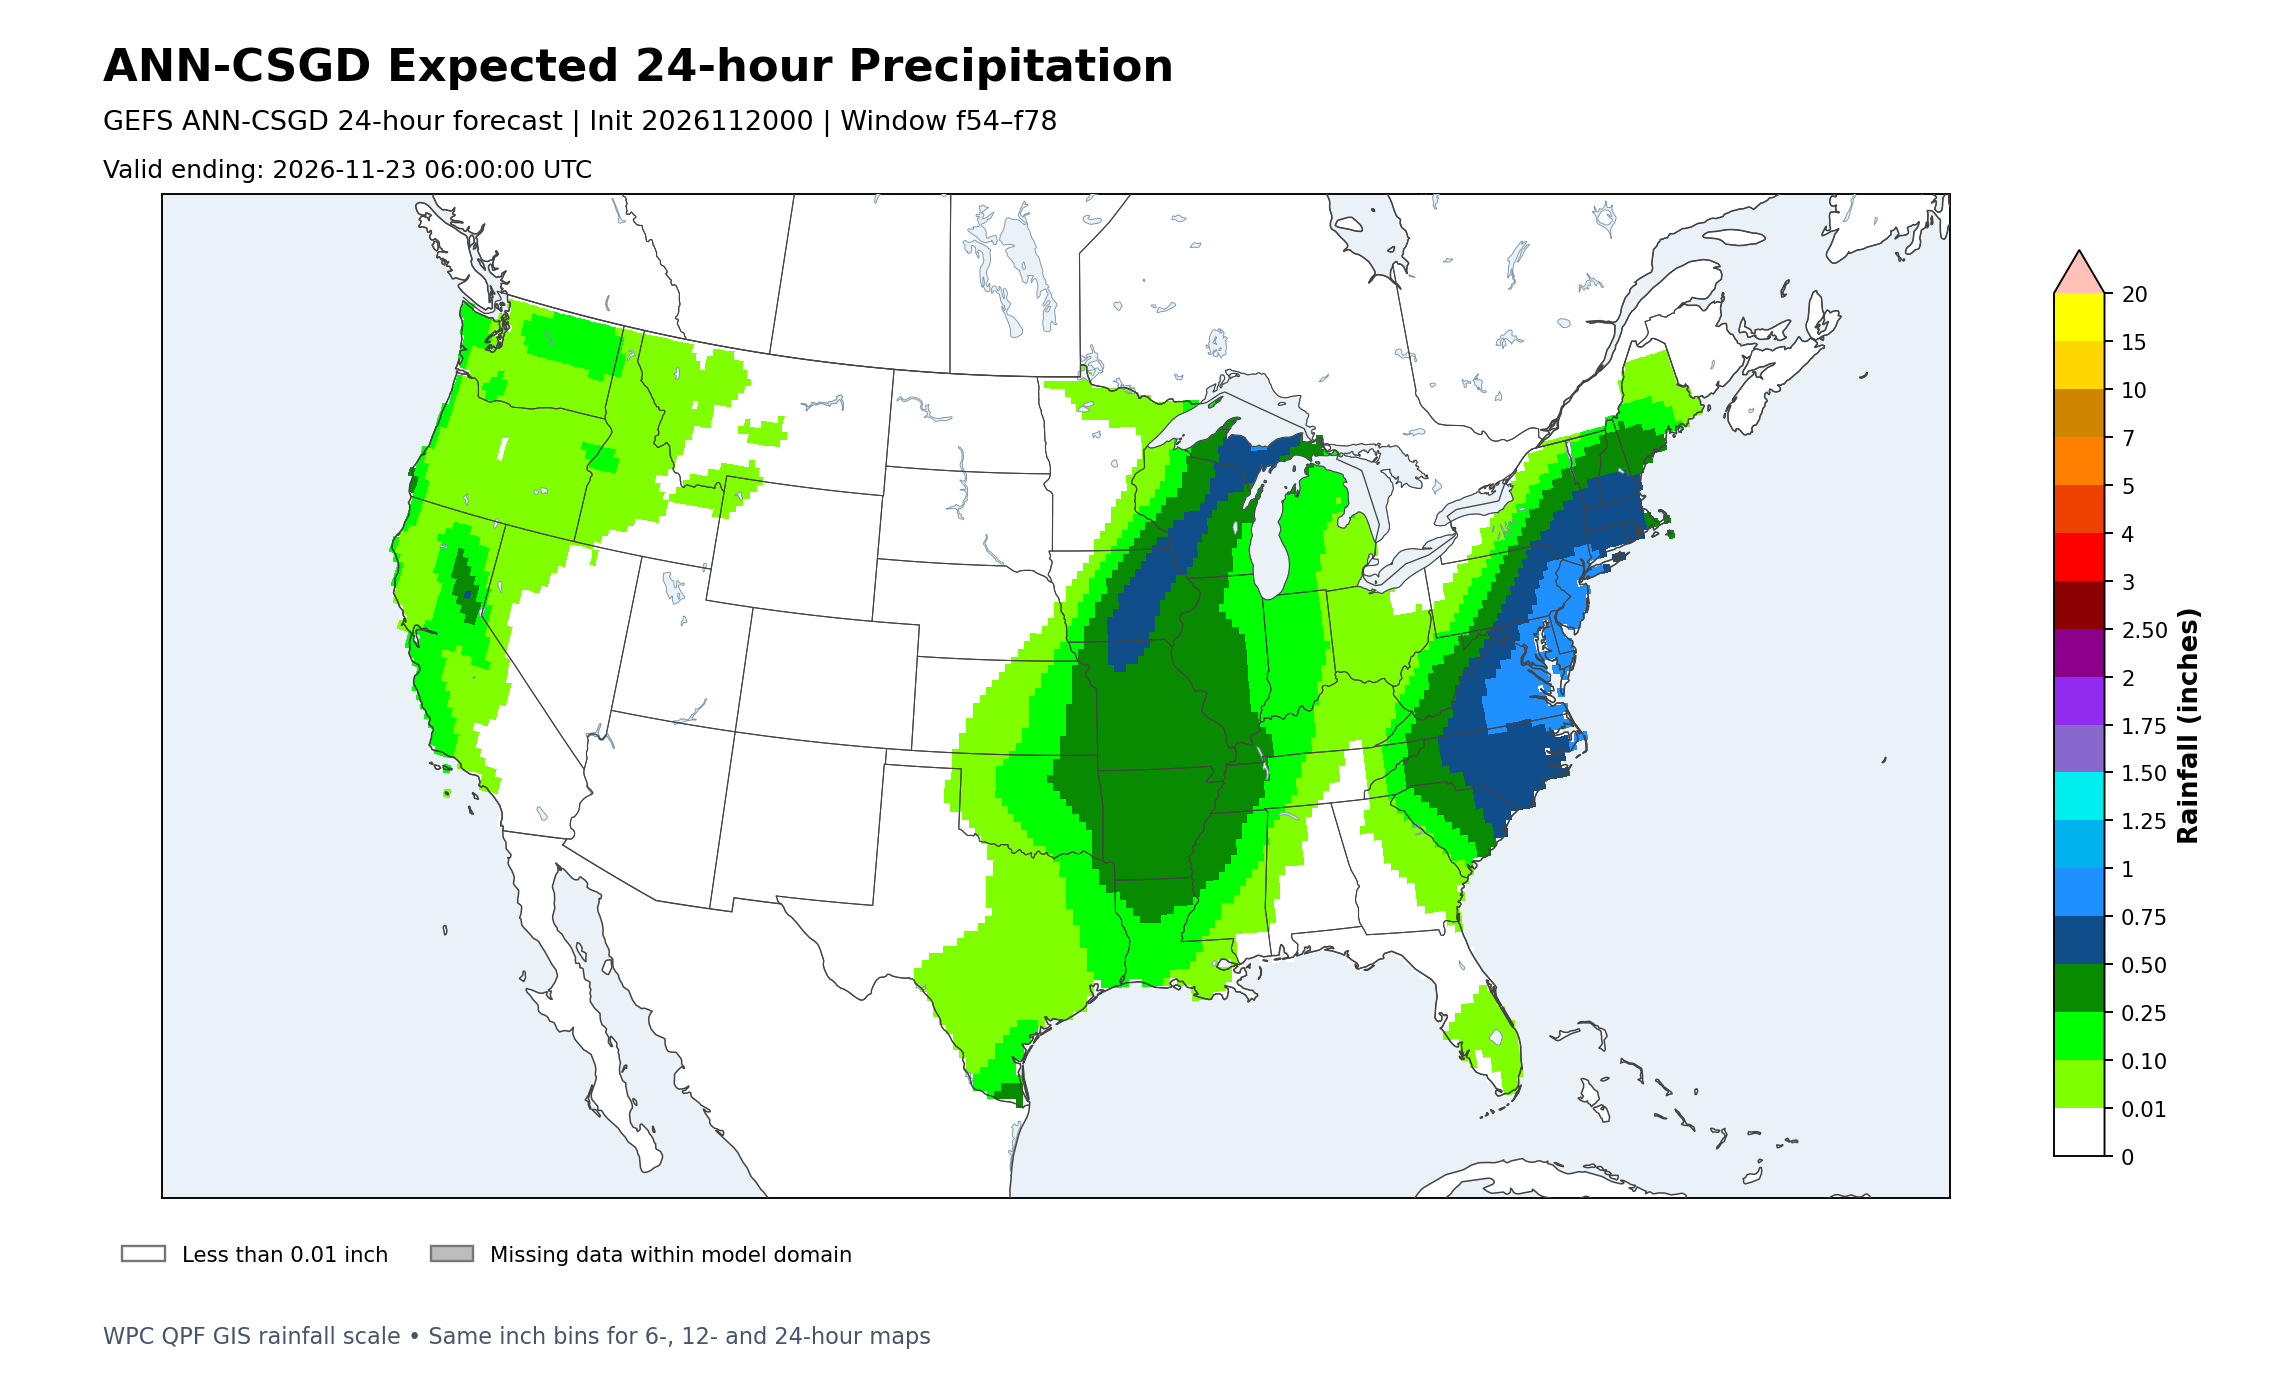 ANN-CSGD Expected 24-hour Precipitation
GEFS ANN-CSGD 24-hour forecast | Init 2026112000 | Window f54–f78
Valid ending: 2026-11-23 06:00:00 UTC
20
15
10
7
5
4
3
2.50
2
1.75
1.50
1.25
1
0.75
0.50
0.25
0.10
0.01
0
Rainfall (inches)
Less than 0.01 inch
Missing data within model domain
WPC QPF GIS rainfall scale • Same inch bins for 6-, 12- and 24-hour maps